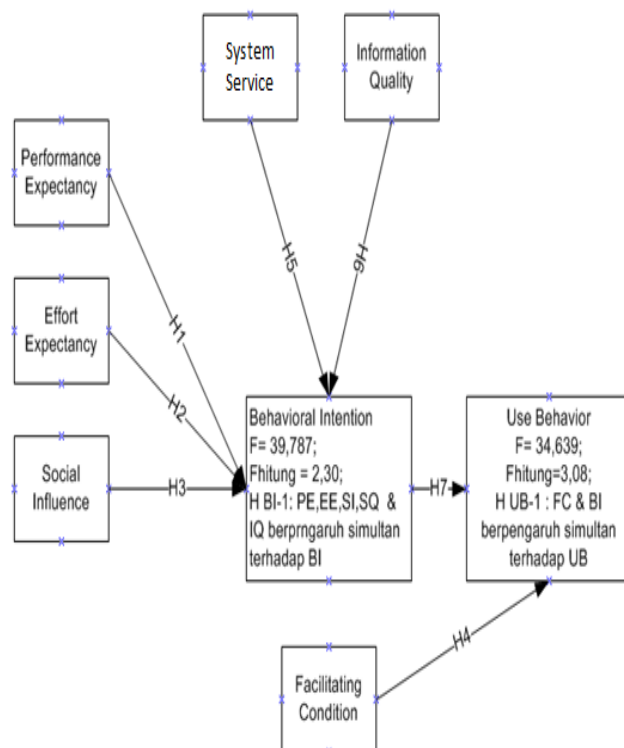 System
Service
Information
Quality
Performance
Expectancy
Effort
Expectancy
Social
Influence
H1
H2
H3
H5
H6
Behavioral Intention
F= 39,787;
Fhitung = 2,30;
H BI-1: PE,EE,SI,SQ &
IQ berprngaruh simultan
terhadap BI
H7
Use Behavior
F= 34,639;
Fhitung=3,08;
H UB-1 : FC & BI
berpengaruh simultan
terhadap UB
H4
Facilitating
Condition